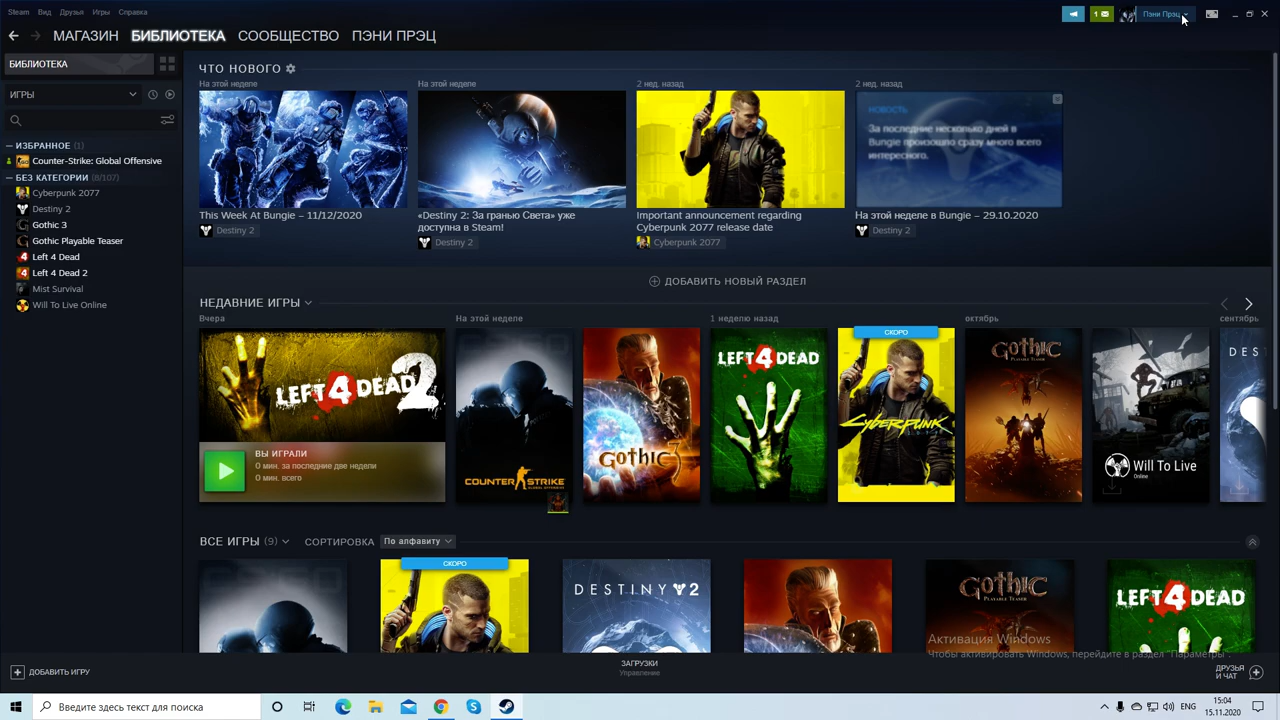 Steam Вид Друзья Игры Справка
1
Пэни Прэц
МАГАЗИН БИБЛИОТЕКА СООБЩЕСТВО ПЭНИ ПРЭЦ
БИБЛИОТЕКА
ИГРЫ
ИЗБРАННОЕ (1)
Counter-Strike: Global Offensive
БЕЗ КАТЕГОРИИ (8/107)
Cyberpunk 2077
Destiny 2
Gothic 3
Gothic Playable Teaser
Left 4 Dead
Left 4 Dead 2
Mist Survival
Will To Live Online
ЧТО НОВОГО
На этой неделе
This Week At Bungie – 11/12/2020
Destiny 2
На этой неделе
«Destiny 2: За гранью Света» уже
доступна в Steam!
Destiny 2
2 нед. назад
Important announcement regarding
Cyberpunk 2077 release date
Cyberpunk 2077
2 нед. назад
НОВОСТЬ
За последние несколько дней в
Bungie произошло сразу много всего
интересного.
На этой неделе в Bungie – 29.10.2020
Destiny 2
ДОБАВИТЬ НОВЫЙ РАЗДЕЛ
НЕДАВНИЕ ИГРЫ
Вчера
LEFT 4 DEAD 2
ВЫ ИГРАЛИ
0 мин. за последние две недели
0 мин. всего
На этой неделе
COUNTER STRIKE
GLOBAL OFFENSIVE
GOTHIC 3
1 неделю назад
LEFT 4 DEAD
СКОРО
CYBERPUNK
октябрь
GOTHIC
PLAYABLE TEASER
Will To Live
Online
сентябрь
DES
ВСЕ ИГРЫ (9)
СОРТИРОВКА По алфавиту
СКОРО
DESTINY 2
GOTHIC
PLAYABLE TEASER
LEFT 4 DEAD
Активация Windows
Чтобы активировать Windows, перейдите в раздел "Параметры".
ДОБАВИТЬ ИГРУ
ЗАГРУЗКИ
Управление
ДРУЗЬЯ
И ЧАТ
Введите здесь текст для поиска
ENG
15:04
15.11.2020